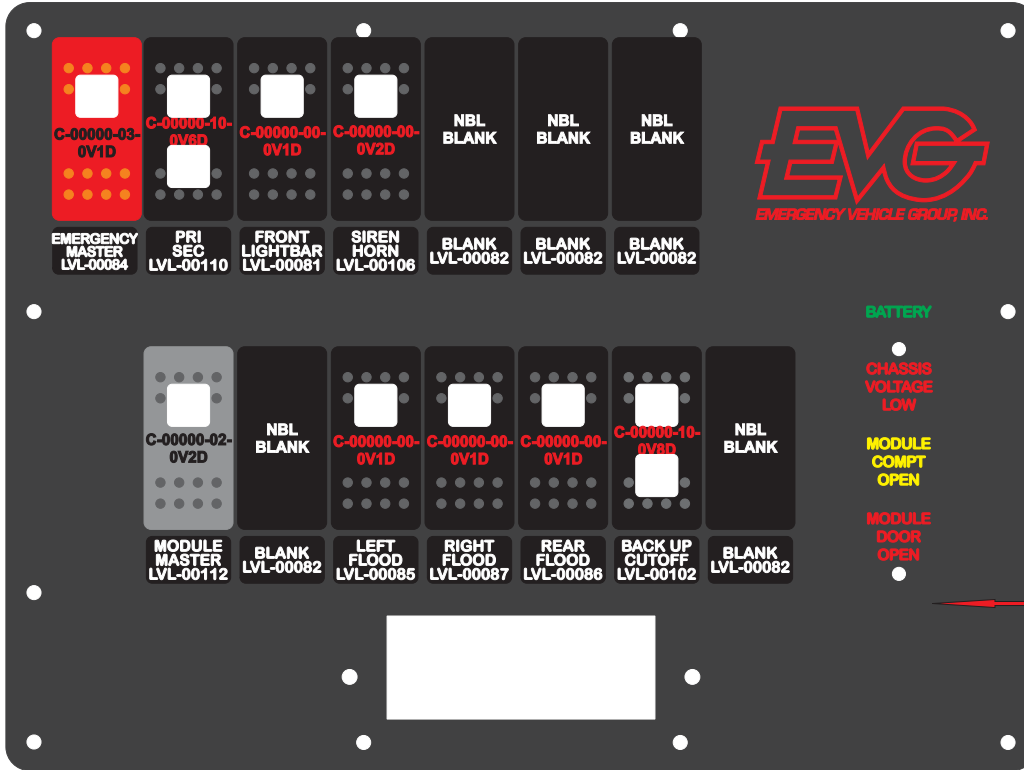 C-00000-03-
0V1D
C-00000-10-
0V6D
C-00000-00-
0V1D
C-00000-00-
0V2D
NBL
BLANK
NBL
BLANK
NBL
BLANK
EVG
EMERGENCY VEHICLE GROUP, INC.
EMERGENCY
MASTER
LVL-00084
PRI
SEC
LVL-00110
FRONT
LIGHTBAR
LVL-00081
SIREN
HORN
LVL-00106
BLANK
LVL-00082
BLANK
LVL-00082
BLANK
LVL-00082
BATTERY
CHASSIS
VOLTAGE
LOW
MODULE
COMPT
OPEN
MODULE
DOOR
OPEN
C-00000-02-
0V2D
NBL
BLANK
C-00000-00-
0V1D
C-00000-00-
0V1D
C-00000-00-
0V1D
C-00000-10-
0V8D
NBL
BLANK
MODULE
MASTER
LVL-00112
BLANK
LVL-00082
LEFT
FLOOD
LVL-00085
RIGHT
FLOOD
LVL-00087
REAR
FLOOD
LVL-00086
BACK UP
CUTOFF
LVL-00102
BLANK
LVL-00082